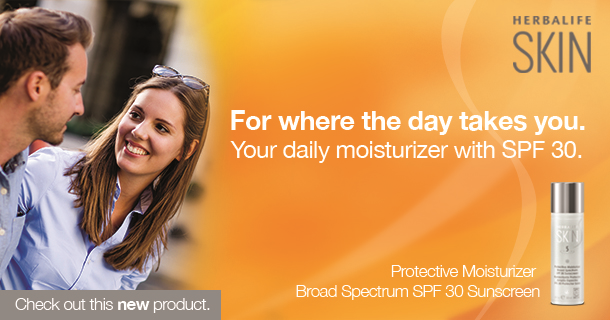 HERBALIFE
SKIN
For where the day takes you.
Your daily moisturizer with SPF 30.
Protective Moisturizer
Broad Spectrum SPF 30 Sunscreen
SKIN
Check out this new product.